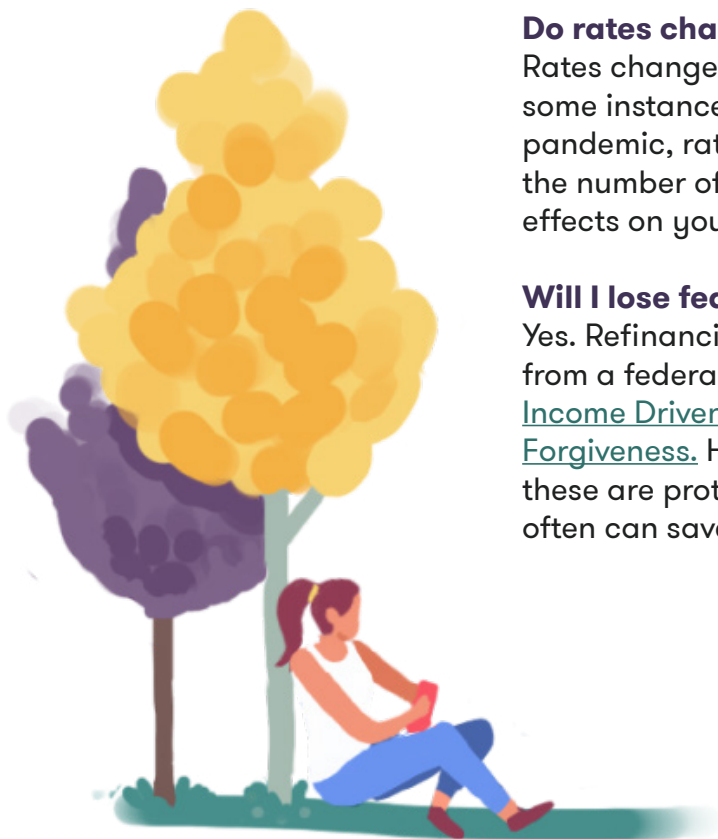 Do rates cha
Rates change
some instance
pandemic, rat
the number of
effects on you
Will I lose fed
Yes. Refinanci
from a federa
Income Driven
Forgiveness. H
these are prot
often can save